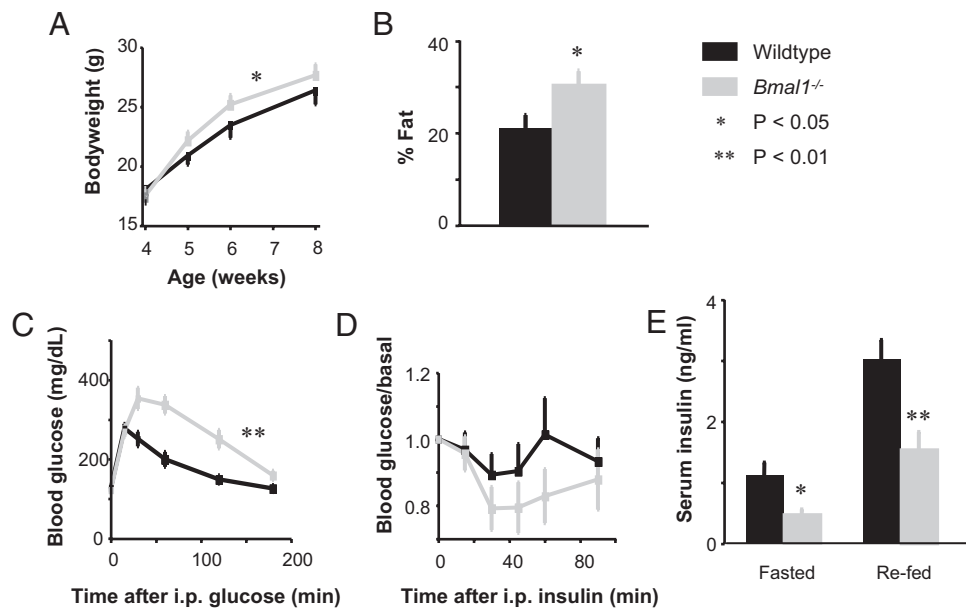 A
Bodyweight (g)
30
25
20
15
*
4 5 6 7 8
Age (weeks)
B
% Fat
40
20
0
*
Wildtype
Bmal1-/-
* P < 0.05
** P < 0.01
C
Blood glucose (mg/dL)
400
200
0
**
0 100 200
Time after i.p. glucose (min)
D
Blood glucose/basal
1.2
1.0
0.8
0 40 80
Time after i.p. insulin (min)
E
Serum insulin (ng/ml)
4
2
0
*
**
Fasted Re-fed